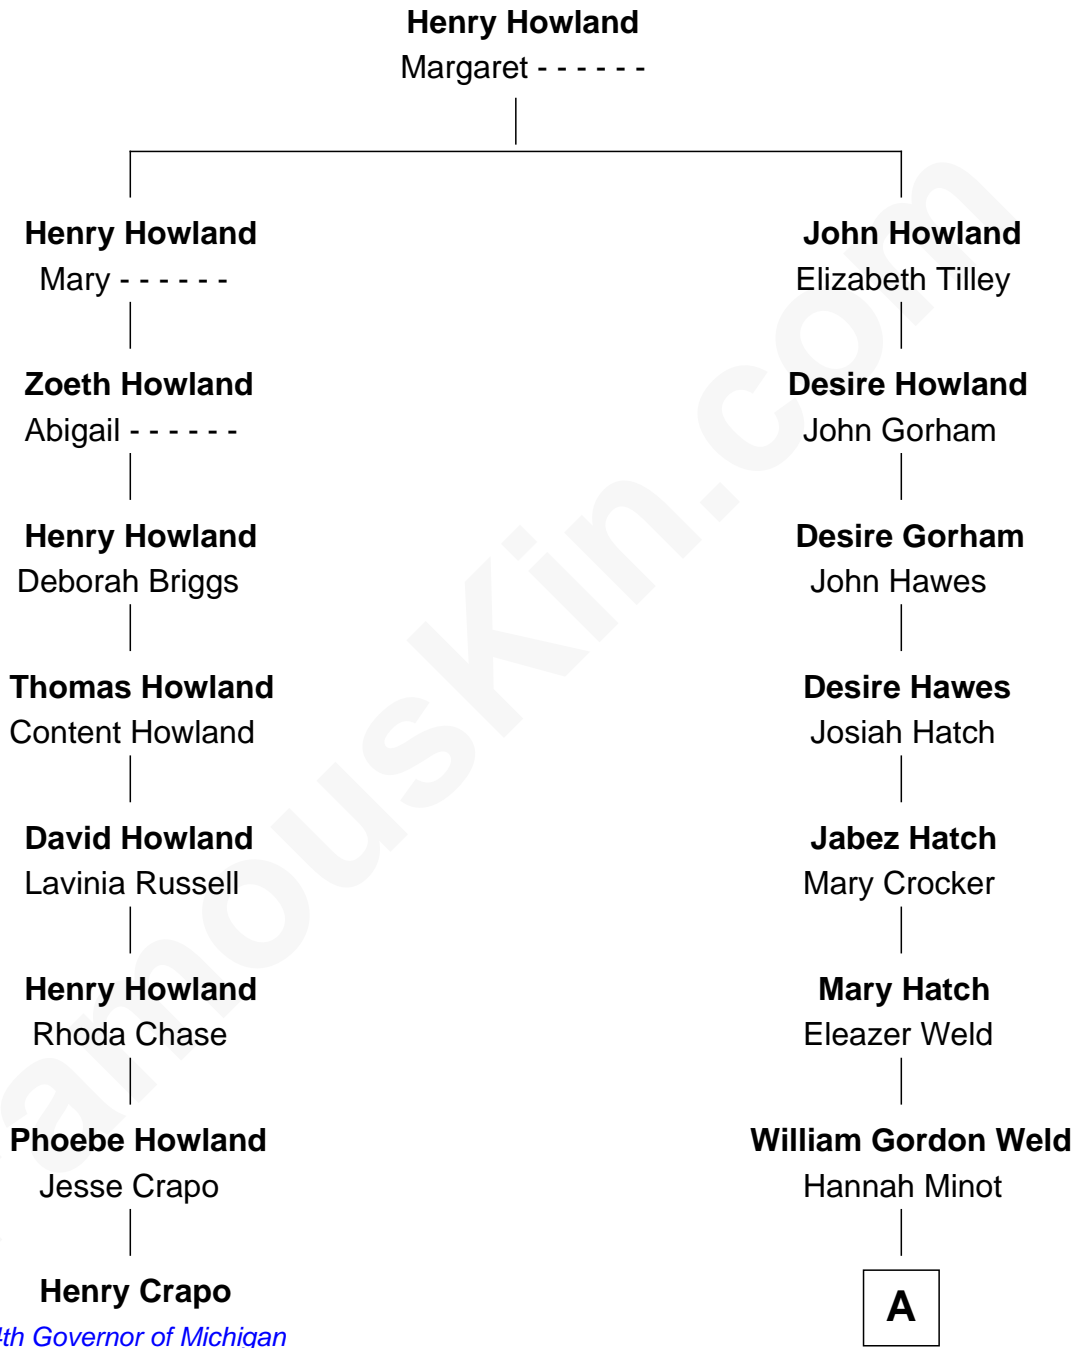 Henry Howland
Margaret - - - - - -
Henry Howland
John Howland
Mary - - - - - -
Elizabeth Tilley
Zoeth Howland
Desire Howland
Abigail - - - - - -
John Gorham
Henry Howland
Desire Gorham
Deborah Briggs
John Hawes
Thomas Howland
Desire Hawes
Content Howland
Josiah Hatch
David Howland
Jabez Hatch
Lavinia Russell
Mary Crocker
Henry Howland
Mary Hatch
Rhoda Chase
Eleazer Weld
Phoebe Howland
William Gordon Weld
Jesse Crapo
Hannah Minot
Henry Crapo
A
4th Governor of Michigan
amouskin.com